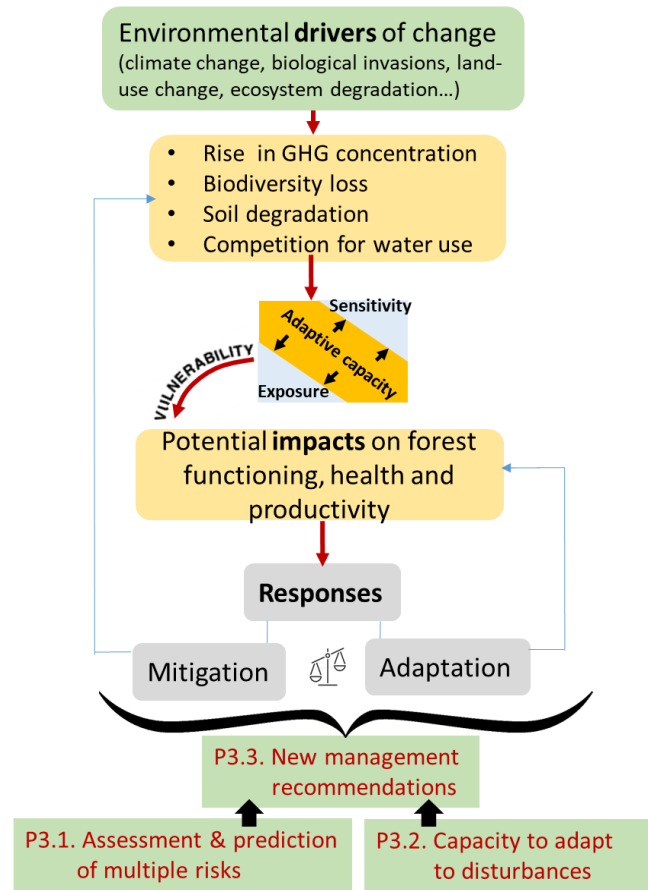 Environmental drivers of change
(climate change, biological invasions, land-
use change, ecosystem degradation…)
• Rise in GHG concentration
• Biodiversity loss
• Soil degradation
• Competition for water use
Sensitivity
Adaptive capacity
Exposure
VULNERABILITY
Potential impacts on forest
functioning, health and
productivity
Responses
Mitigation
Adaptation
P3.3. New management
recommendations
P3.1. Assessment & prediction
of multiple risks
P3.2. Capacity to adapt
to disturbances